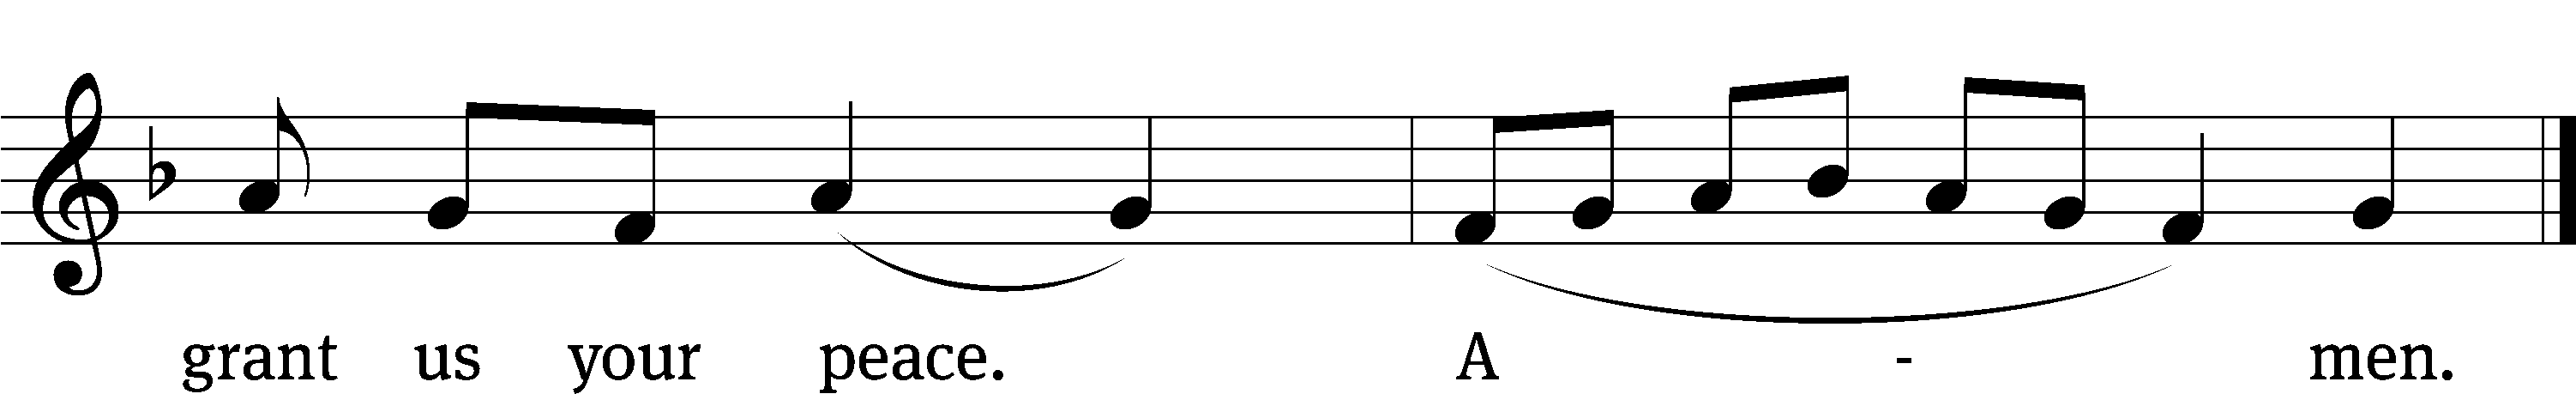 grant us your peace. A - men.